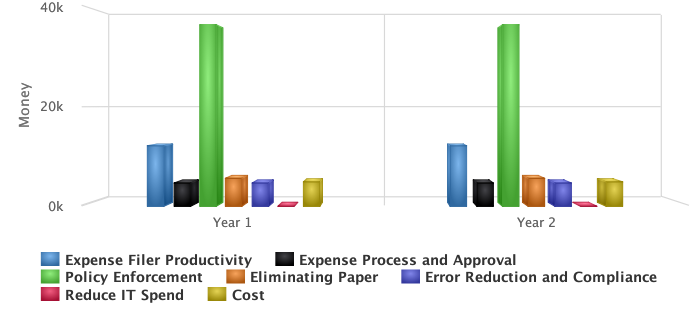 40k
20k
0k
Money
Year 1 Year 2
Expense Filer Productivity Expense Process and Approval
Policy Enforcement Eliminating Paper Error Reduction and Compliance
Reduce IT Spend Cost